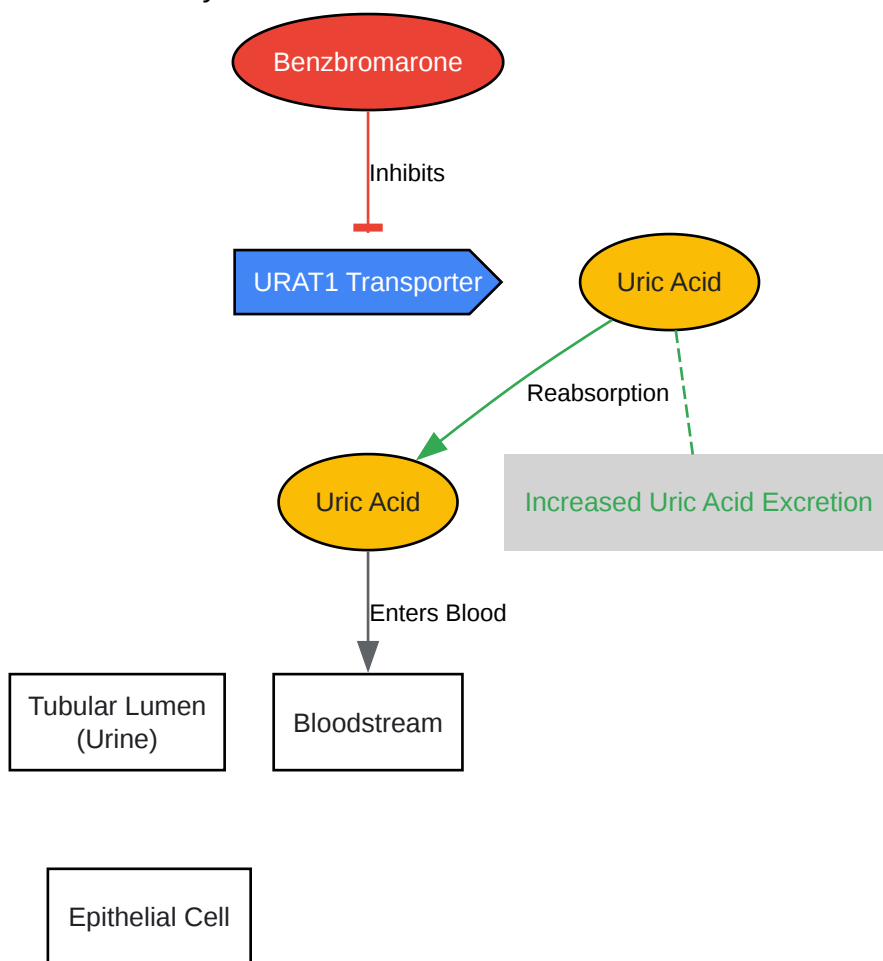 Benzbromarone
Inhibits
URAT1 Transporter
Uric Acid
Reabsorption
Uric Acid
Increased Uric Acid Excretion
Enters Blood
Tubular Lumen
(Urine)
Bloodstream
Epithelial Cell